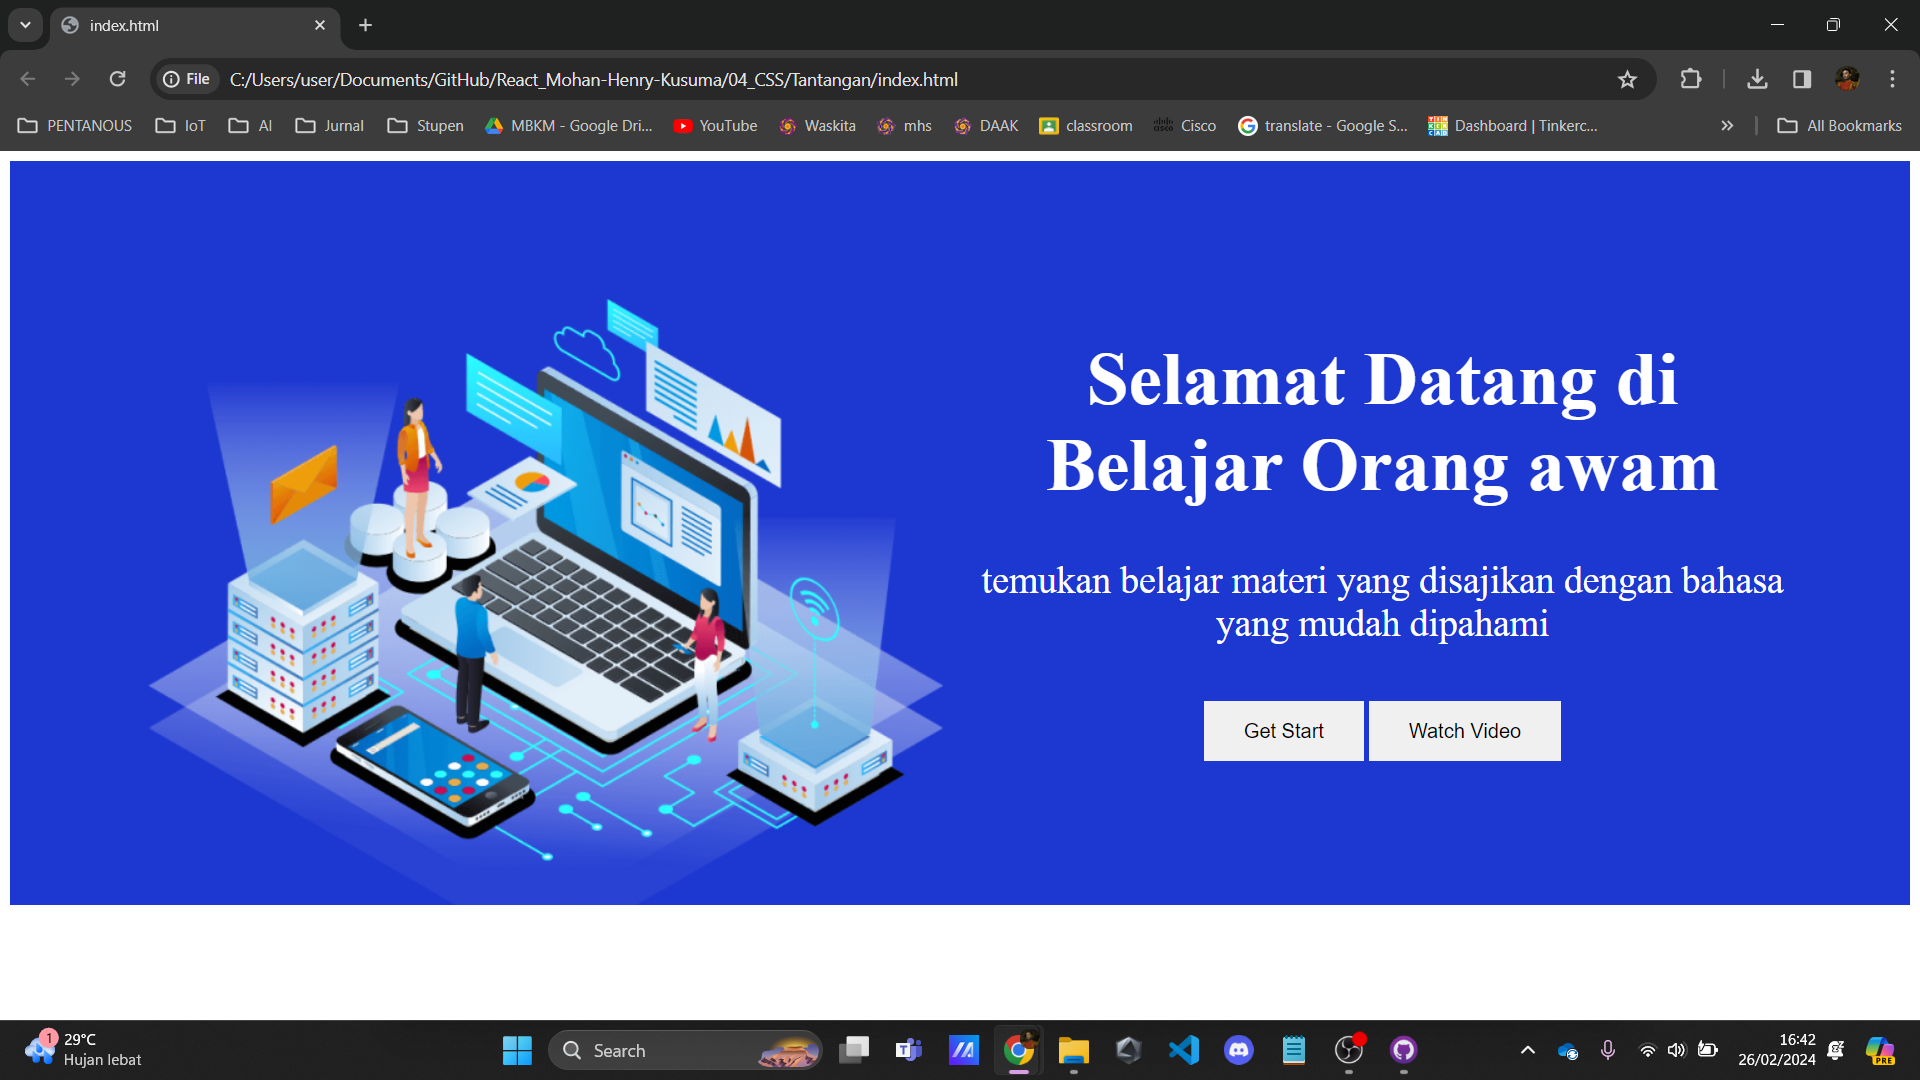 index.html
File
C:/Users/user/Documents/GitHub/React_Mohan-Henry-Kusuma/04_CSS/Tantangan/index.html
PENTANOUS
IoT
AI
Jurnal
Stupen
MBKM - Google Dri...
YouTube
Waskita
mhs
DAAK
classroom
Cisco
translate - Google S...
Dashboard | Tinkerc...
All Bookmarks
Selamat Datang di
Belajar Orang awam
temukan belajar materi yang disajikan dengan bahasa
yang mudah dipahami
Get Start
Watch Video
1
29°C
Hujan lebat
Search
16:42
26/02/2024
PRE